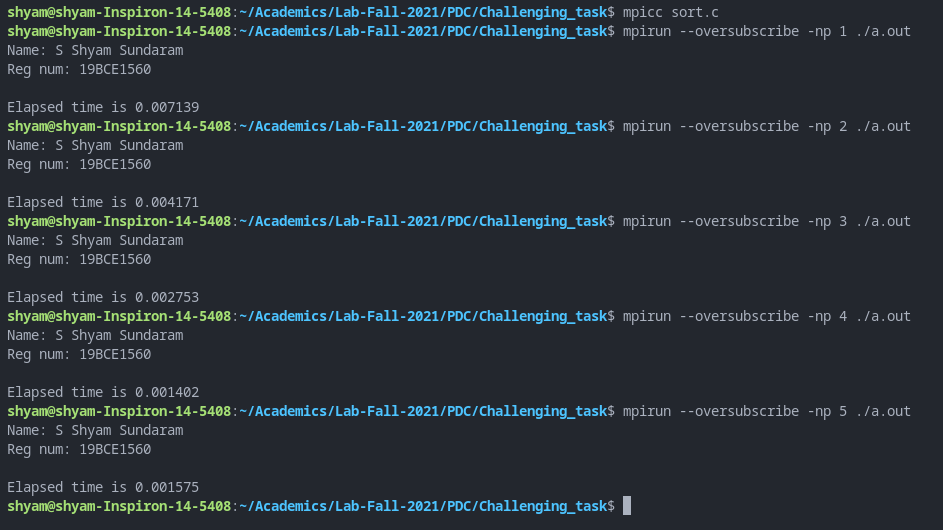 shyam@shyam-Inspiron-14-5408:~/Academics/Lab-Fall-2021/PDC/Challenging_task$ mpicc sort.c
shyam@shyam-Inspiron-14-5408:~/Academics/Lab-Fall-2021/PDC/Challenging_task$ mpirun --oversubscribe -np 1 ./a.out
Name: S Shyam Sundaram
Reg num: 19BCE1560

Elapsed time is 0.007139
shyam@shyam-Inspiron-14-5408:~/Academics/Lab-Fall-2021/PDC/Challenging_task$ mpirun --oversubscribe -np 2 ./a.out
Name: S Shyam Sundaram
Reg num: 19BCE1560

Elapsed time is 0.004171
shyam@shyam-Inspiron-14-5408:~/Academics/Lab-Fall-2021/PDC/Challenging_task$ mpirun --oversubscribe -np 3 ./a.out
Name: S Shyam Sundaram
Reg num: 19BCE1560

Elapsed time is 0.002753
shyam@shyam-Inspiron-14-5408:~/Academics/Lab-Fall-2021/PDC/Challenging_task$ mpirun --oversubscribe -np 4 ./a.out
Name: S Shyam Sundaram
Reg num: 19BCE1560

Elapsed time is 0.001402
shyam@shyam-Inspiron-14-5408:~/Academics/Lab-Fall-2021/PDC/Challenging_task$ mpirun --oversubscribe -np 5 ./a.out
Name: S Shyam Sundaram
Reg num: 19BCE1560

Elapsed time is 0.001575
shyam@shyam-Inspiron-14-5408:~/Academics/Lab-Fall-2021/PDC/Challenging_task$